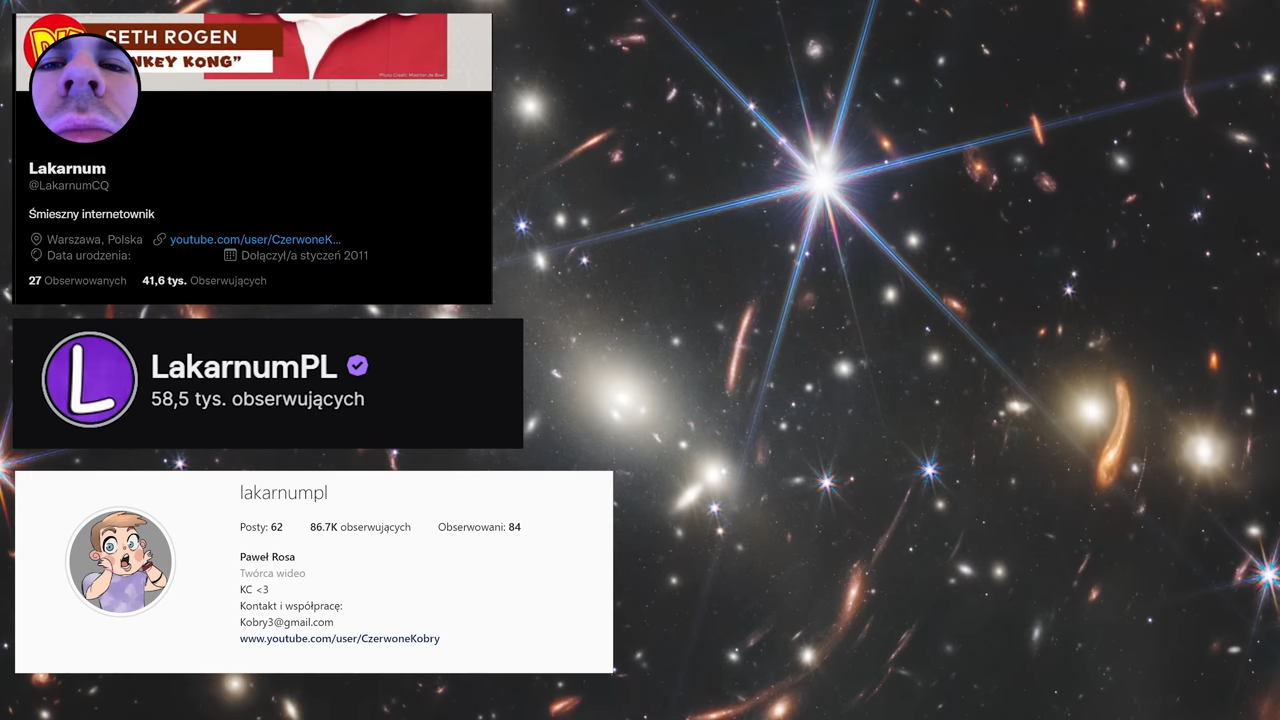 SETH ROGEN
NKEY KONG"
Lakarnum
@LakarnumCQ
Śmieszny internetownik
Warszawa, Polska youtube.com/user/CzerwoneK...
Data urodzenia: Dołączył/a styczeń 2011
27 Obserwowanych 41,6 tys. Obserwujących
L
LakarnumPL
58,5 tys. obserwujących
lakarnumpl
Posty: 62 86.7K obserwujących Obserwowani: 84
Paweł Rosa
Twórca wideo
KC <3
Kontakt i współpracę:
Kobry3@gmail.com
www.youtube.com/user/CzerwoneKobry